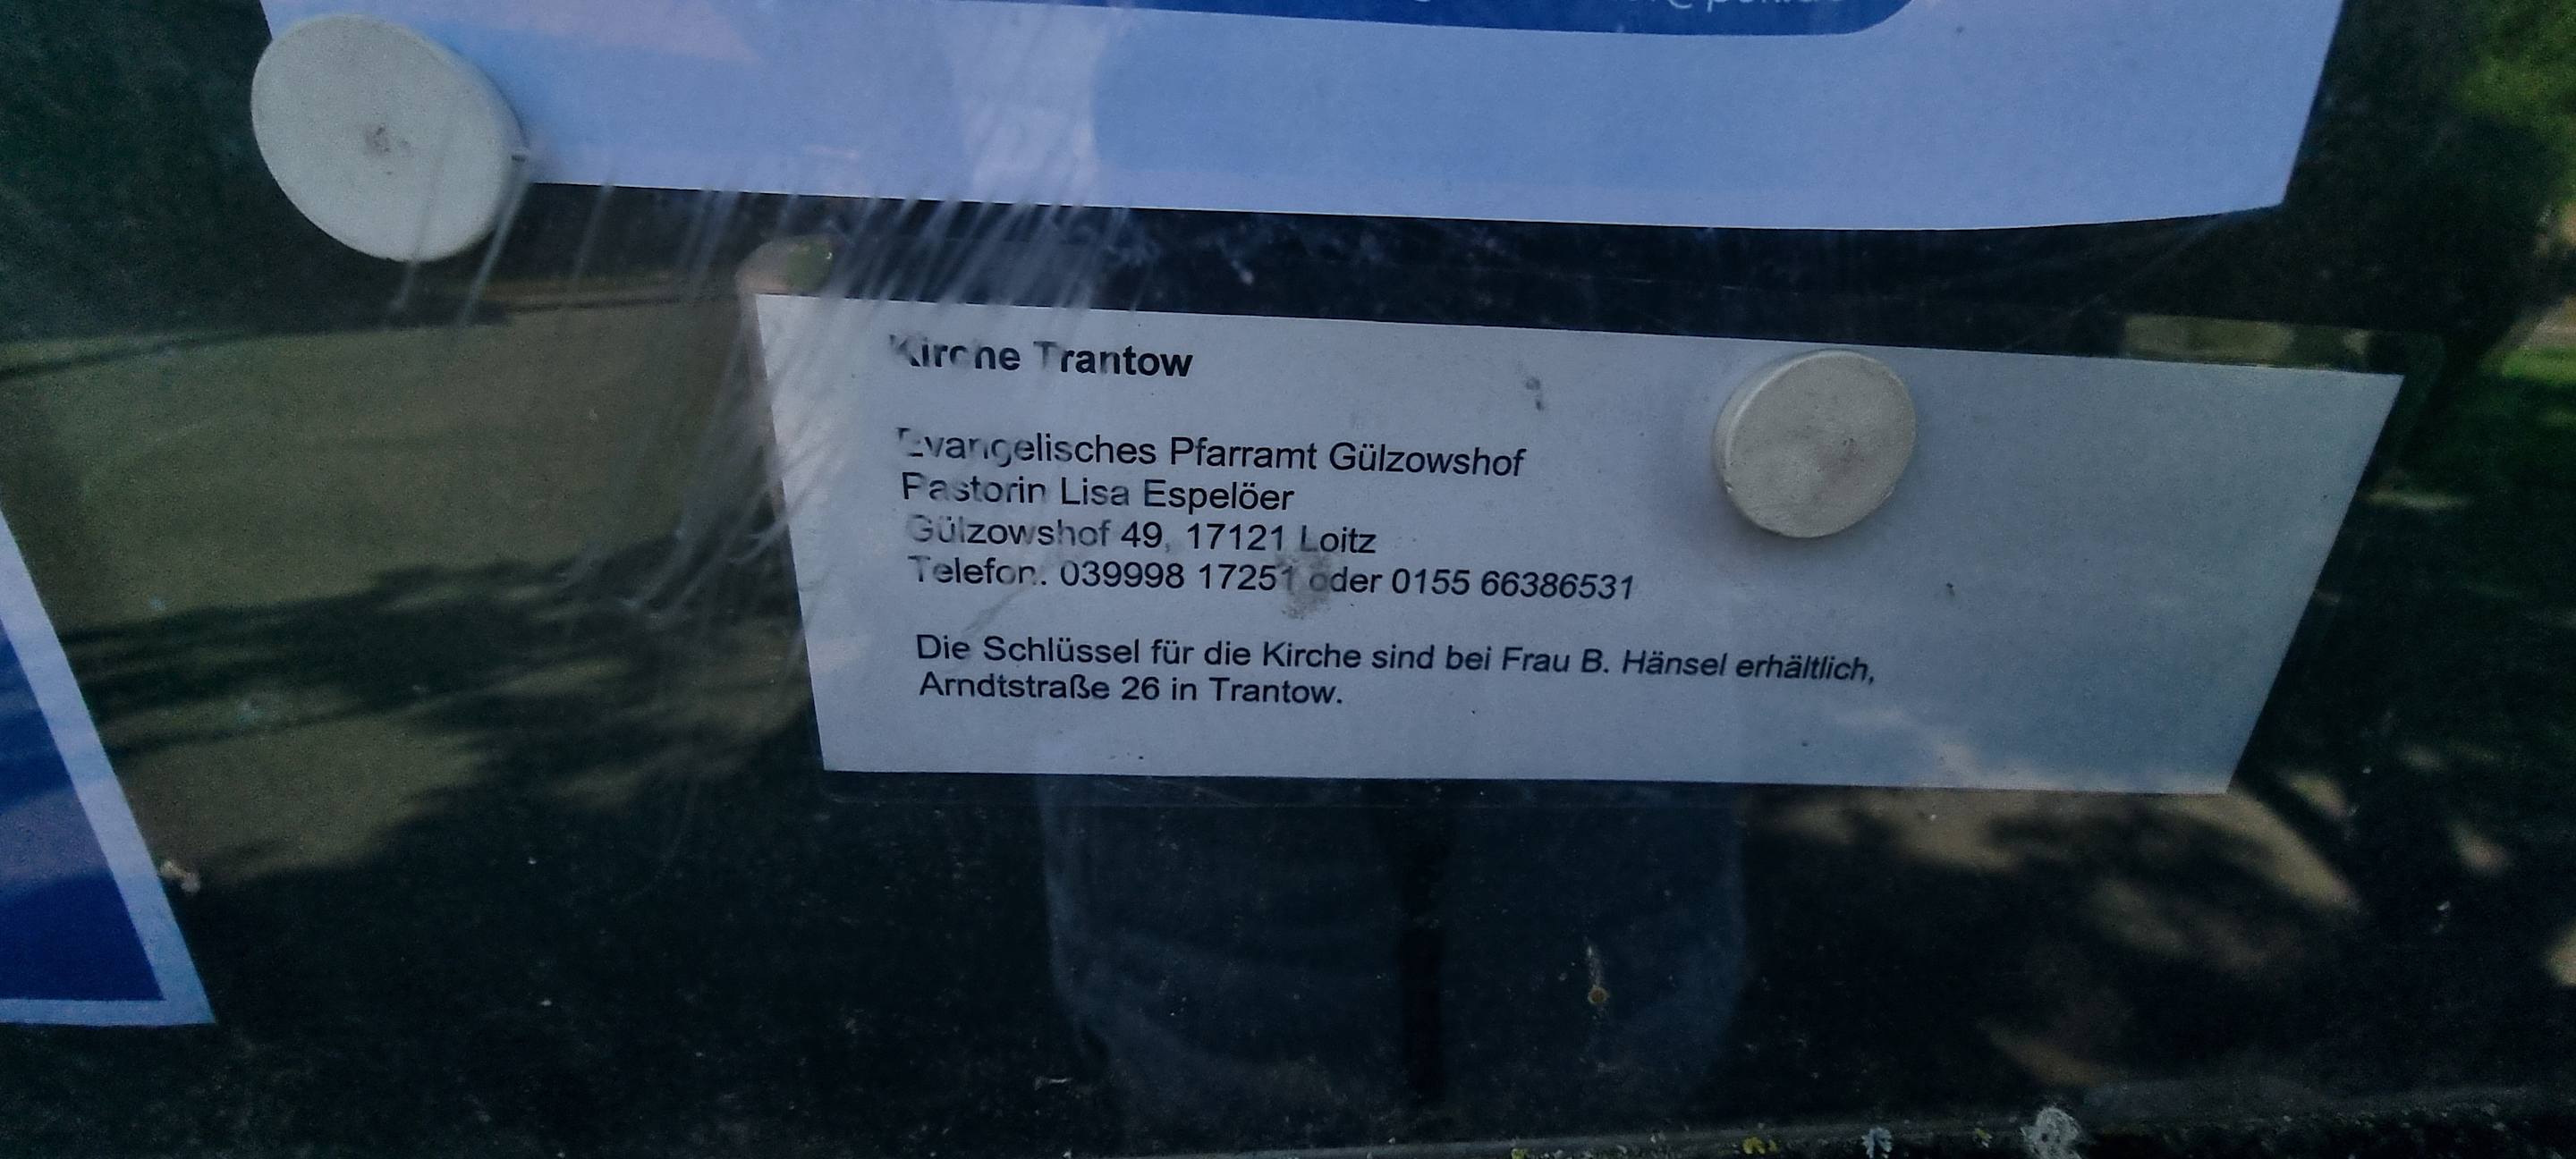 Kirche Trantow
Evangelisches Pfarramt Gülzowshof
Pastorin Lisa Espelöer
Gülzowshof 49, 17121 Loitz
Telefon: 039998 17251 oder 0155 66386531
Die Schlüssel für die Kirche sind bei Frau B. Hänsel erhältlich,
Arndtstraße 26 in Trantow.